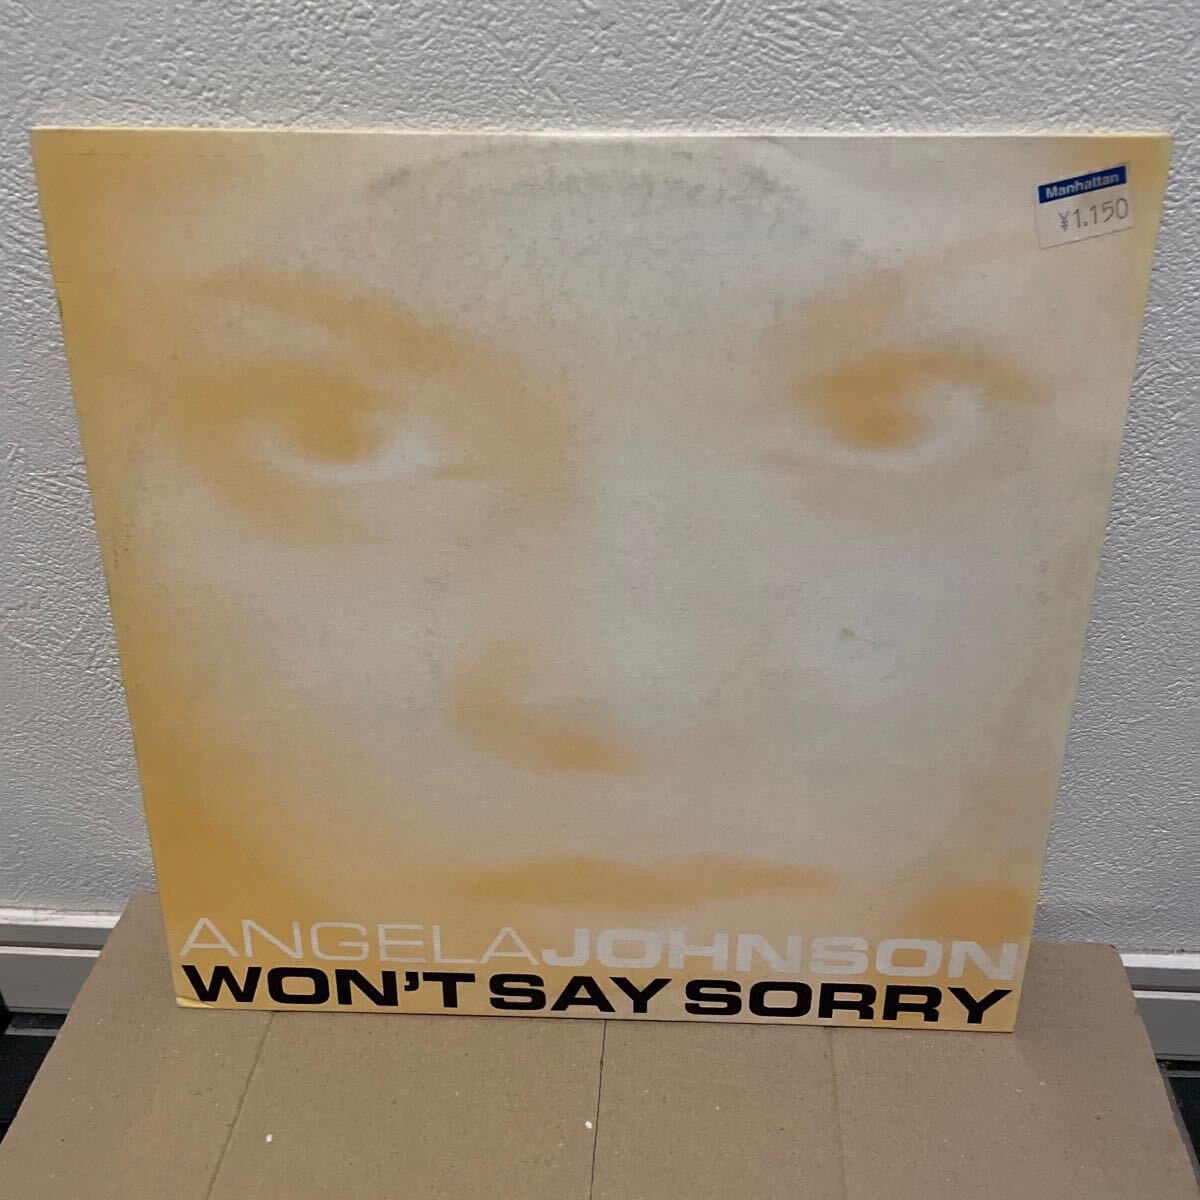 Manhattan
¥1.150
ANGELAJOHNSON
WON'T SAY SORRY